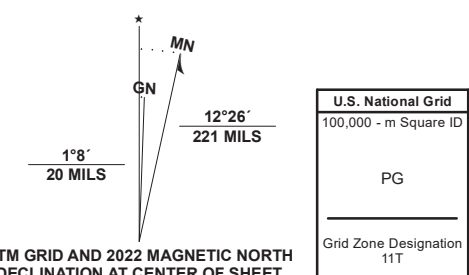 ★
MN
GN
1°8´
20 MILS
12°26´
221 MILS
TM GRID AND 2022 MAGNETIC NORTH
DECLINATION AT CENTER OF SHEET
U.S. National Grid
100,000 - m Square ID
PG
Grid Zone Designation
11T